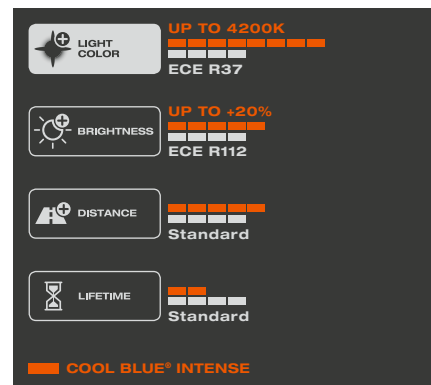 UP TO 4200K
LIGHT
COLOR
ECE R37
UP TO +20%
BRIGHTNESS
ECE R112
DISTANCE
Standard
LIFETIME
Standard
COOL BLUE® INTENSE